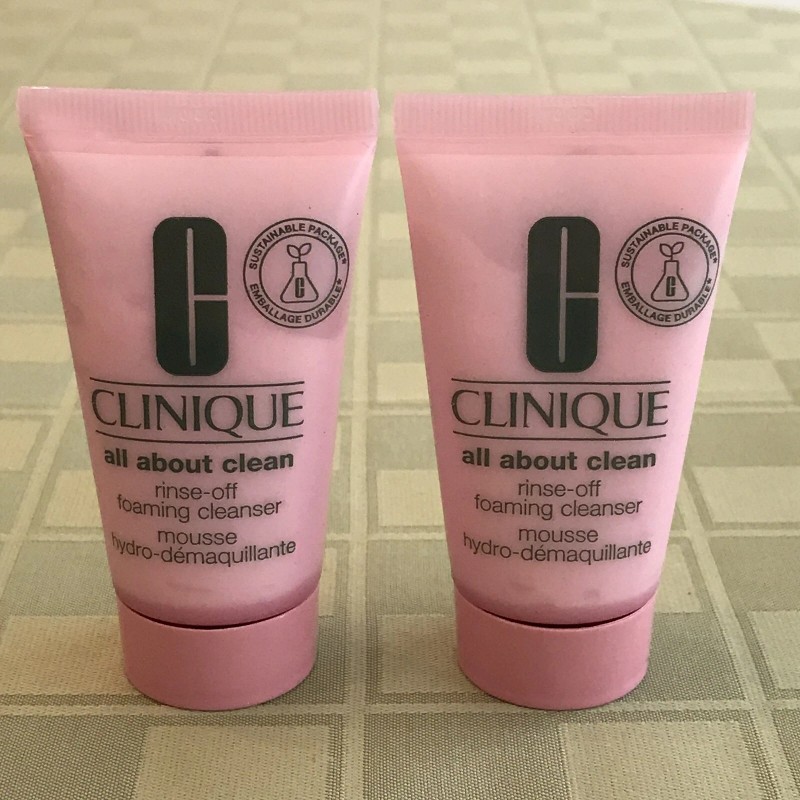 C
SUSTAINABLE PACKAGE*
EMBALLAGE DURABLE*
C
CLINIQUE
all about clean
rinse-off
foaming cleanser
mousse
hydro-démaquillante
C
SUSTAINABLE PACKAGE*
EMBALLAGE DURABLE*
C
CLINIQUE
all about clean
rinse-off
foaming cleanser
mousse
hydro-démaquillante